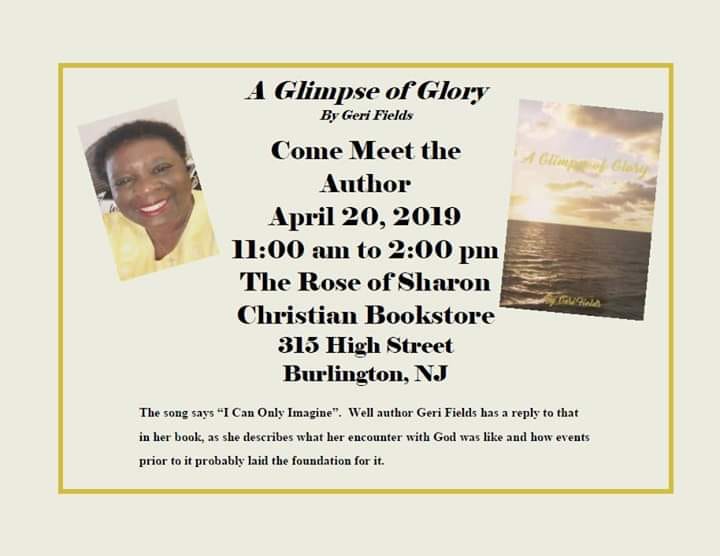 A Glimpse of Glory
By Geri Fields
Come Meet the
Author
April 20, 2019
11:00 am to 2:00 pm
The Rose of Sharon
Christian Bookstore
315 High Street
Burlington, NJ
A Glimpse of Glory
By Geri Fields
The song says “I Can Only Imagine”.  Well author Geri Fields has a reply to that
in her book, as she describes what her encounter with God was like and how events
prior to it probably laid the foundation for it.